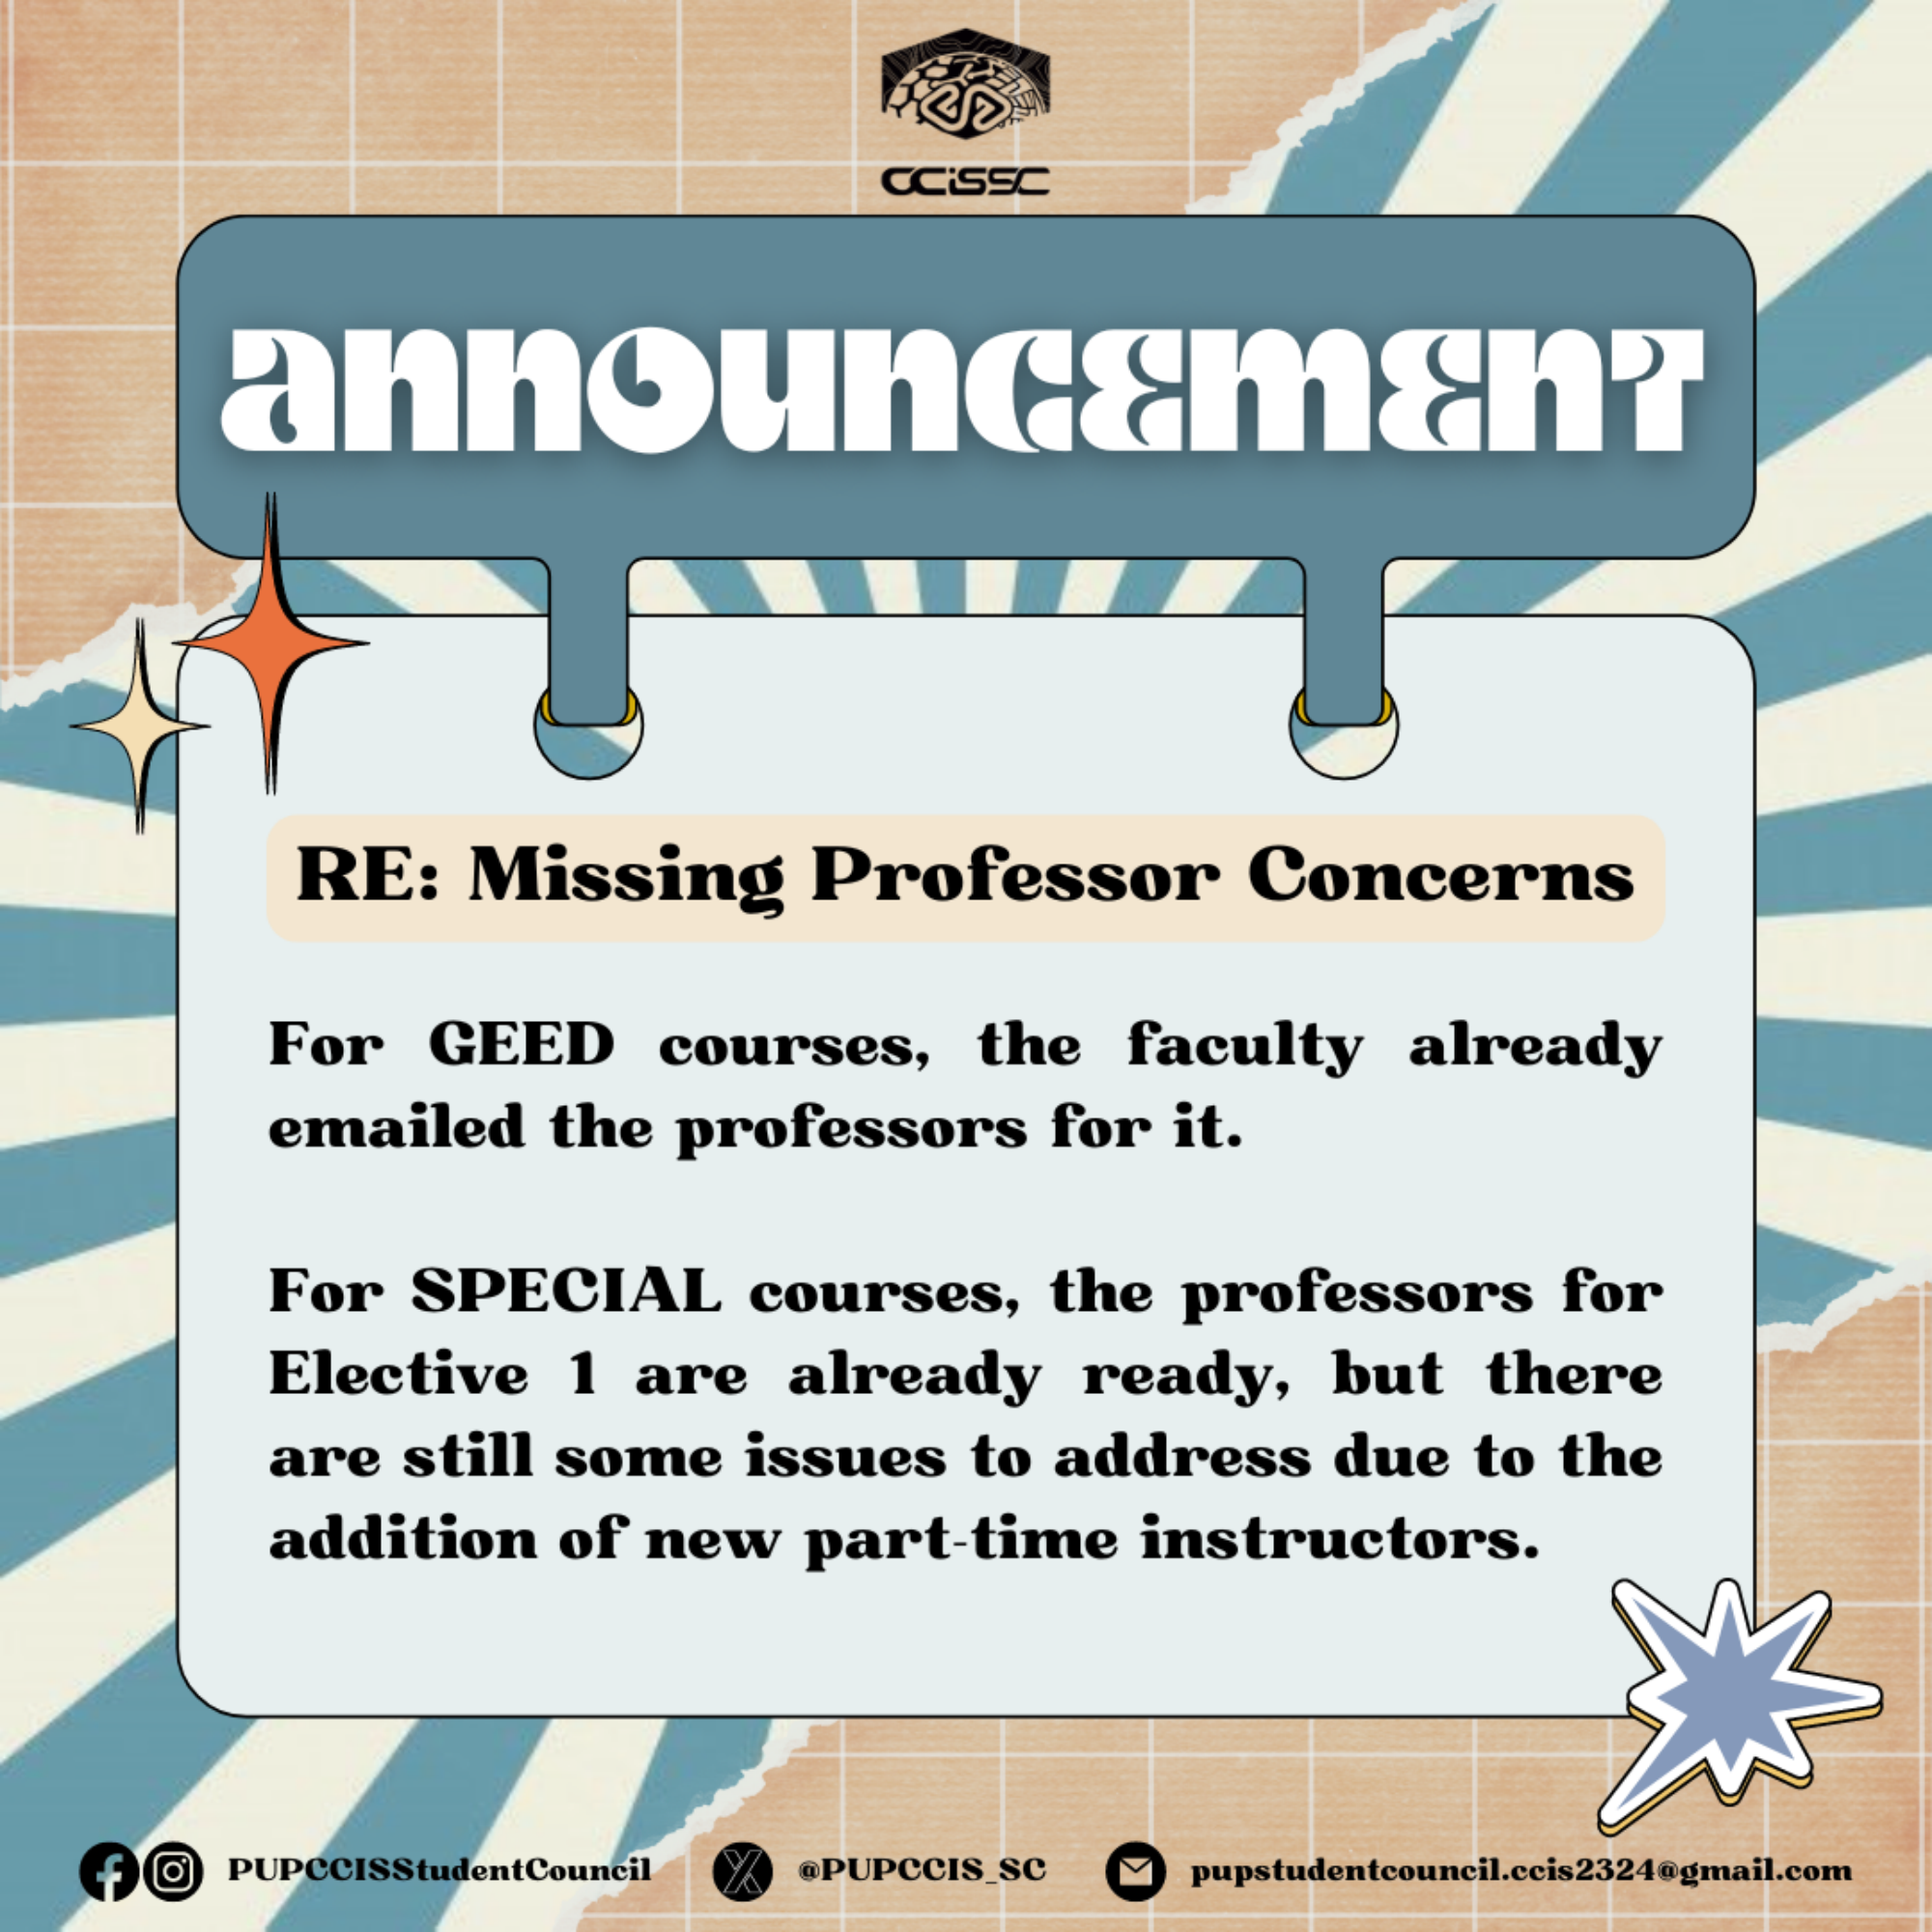 CCISSC
announcement
RE: Missing Professor Concerns
For GEED courses, the faculty already
emailed the professors for it.
For SPECIAL courses, the professors for
Elective 1 are already ready, but there
are still some issues to address due to the
addition of new part-time instructors.
PUPCCISStudentCouncil @PUPCCIS_SC pupstudentcouncil.ccis2324@gmail.com